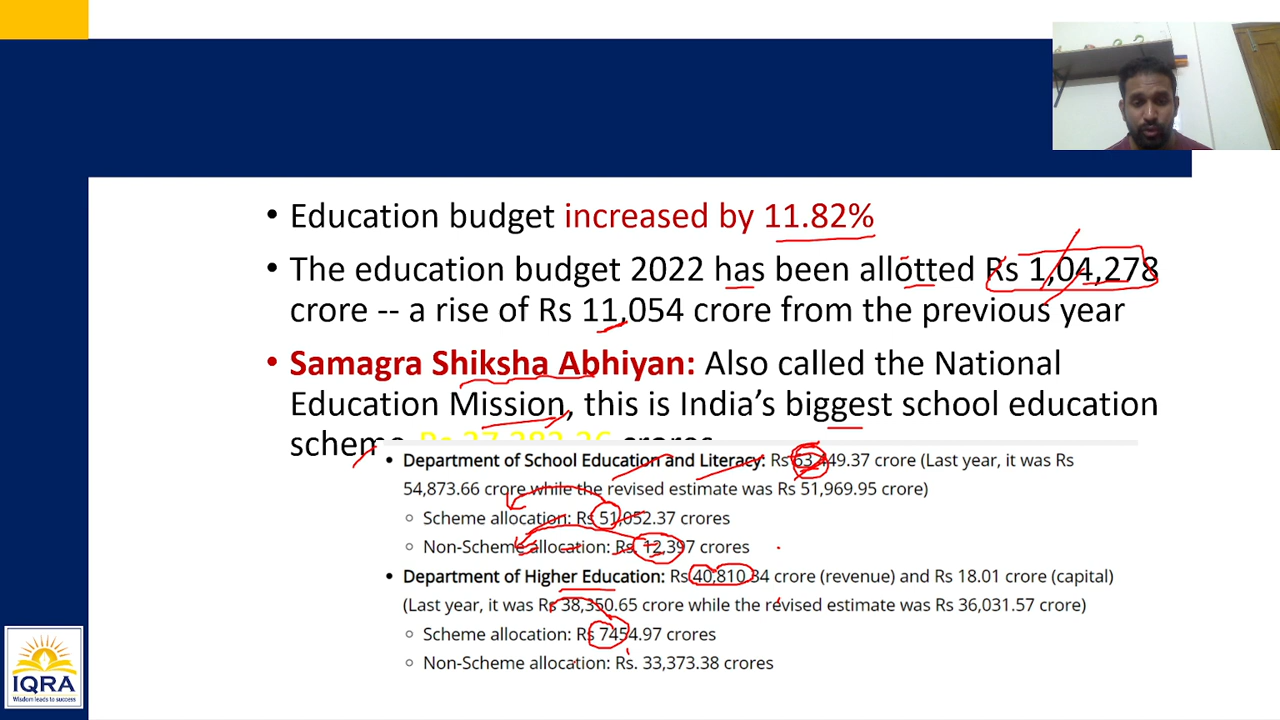 • Education budget increased by 11.82%
• The education budget 2022 has been allotted Rs 1,04,278
crore -- a rise of Rs 11,054 crore from the previous year
• Samagra Shiksha Abhiyan: Also called the National
Education Mission, this is India's biggest school education
scheme Rs 37,383.36 crores
• Department of School Education and Literacy: Rs 63,449.37 crore (Last year, it was Rs
54,873.66 crore while the revised estimate was Rs 51,969.95 crore)
○ Scheme allocation: Rs 51,052.37 crores
○ Non-Scheme allocation: Rs. 12,397 crores
• Department of Higher Education: Rs 40,810.34 crore (revenue) and Rs 18.01 crore (capital)
(Last year, it was Rs 38,350.65 crore while the revised estimate was Rs 36,031.57 crore)
○ Scheme allocation: Rs 7454.97 crores
○ Non-Scheme allocation: Rs. 33,373.38 crores
IQRA
Wisdom leads to success